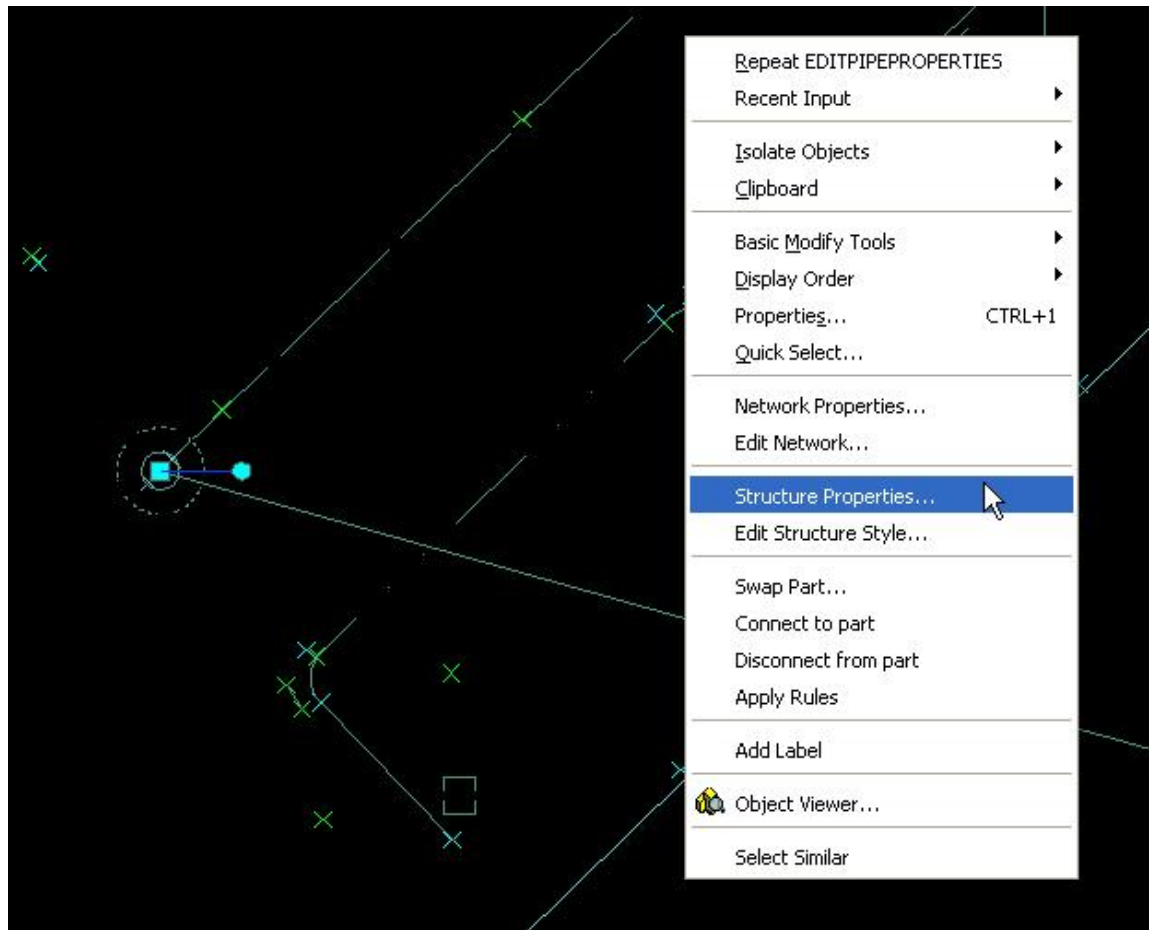 Repeat EDITPIPEPROPERTIES
Recent Input
Isolate Objects
Clipboard
Basic Modify Tools
Display Order
Properties... CTRL+1
Quick Select...
Network Properties...
Edit Network...
Structure Properties...
Edit Structure Style...
Swap Part...
Connect to part
Disconnect from part
Apply Rules
Add Label
Object Viewer...
Select Similar